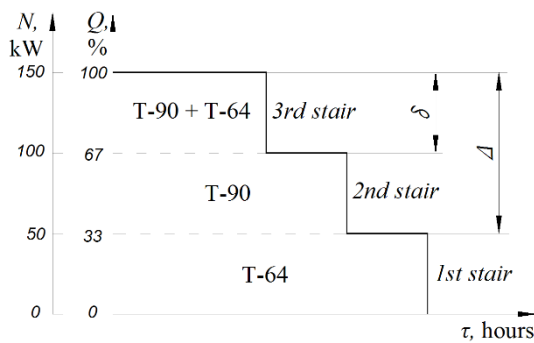 N, Q,
kW %
150 100
T-90 + T-64 3rd stair δ
100 67
T-90 2nd stair Δ
50 33
T-64 1st stair
0 0
τ, hours